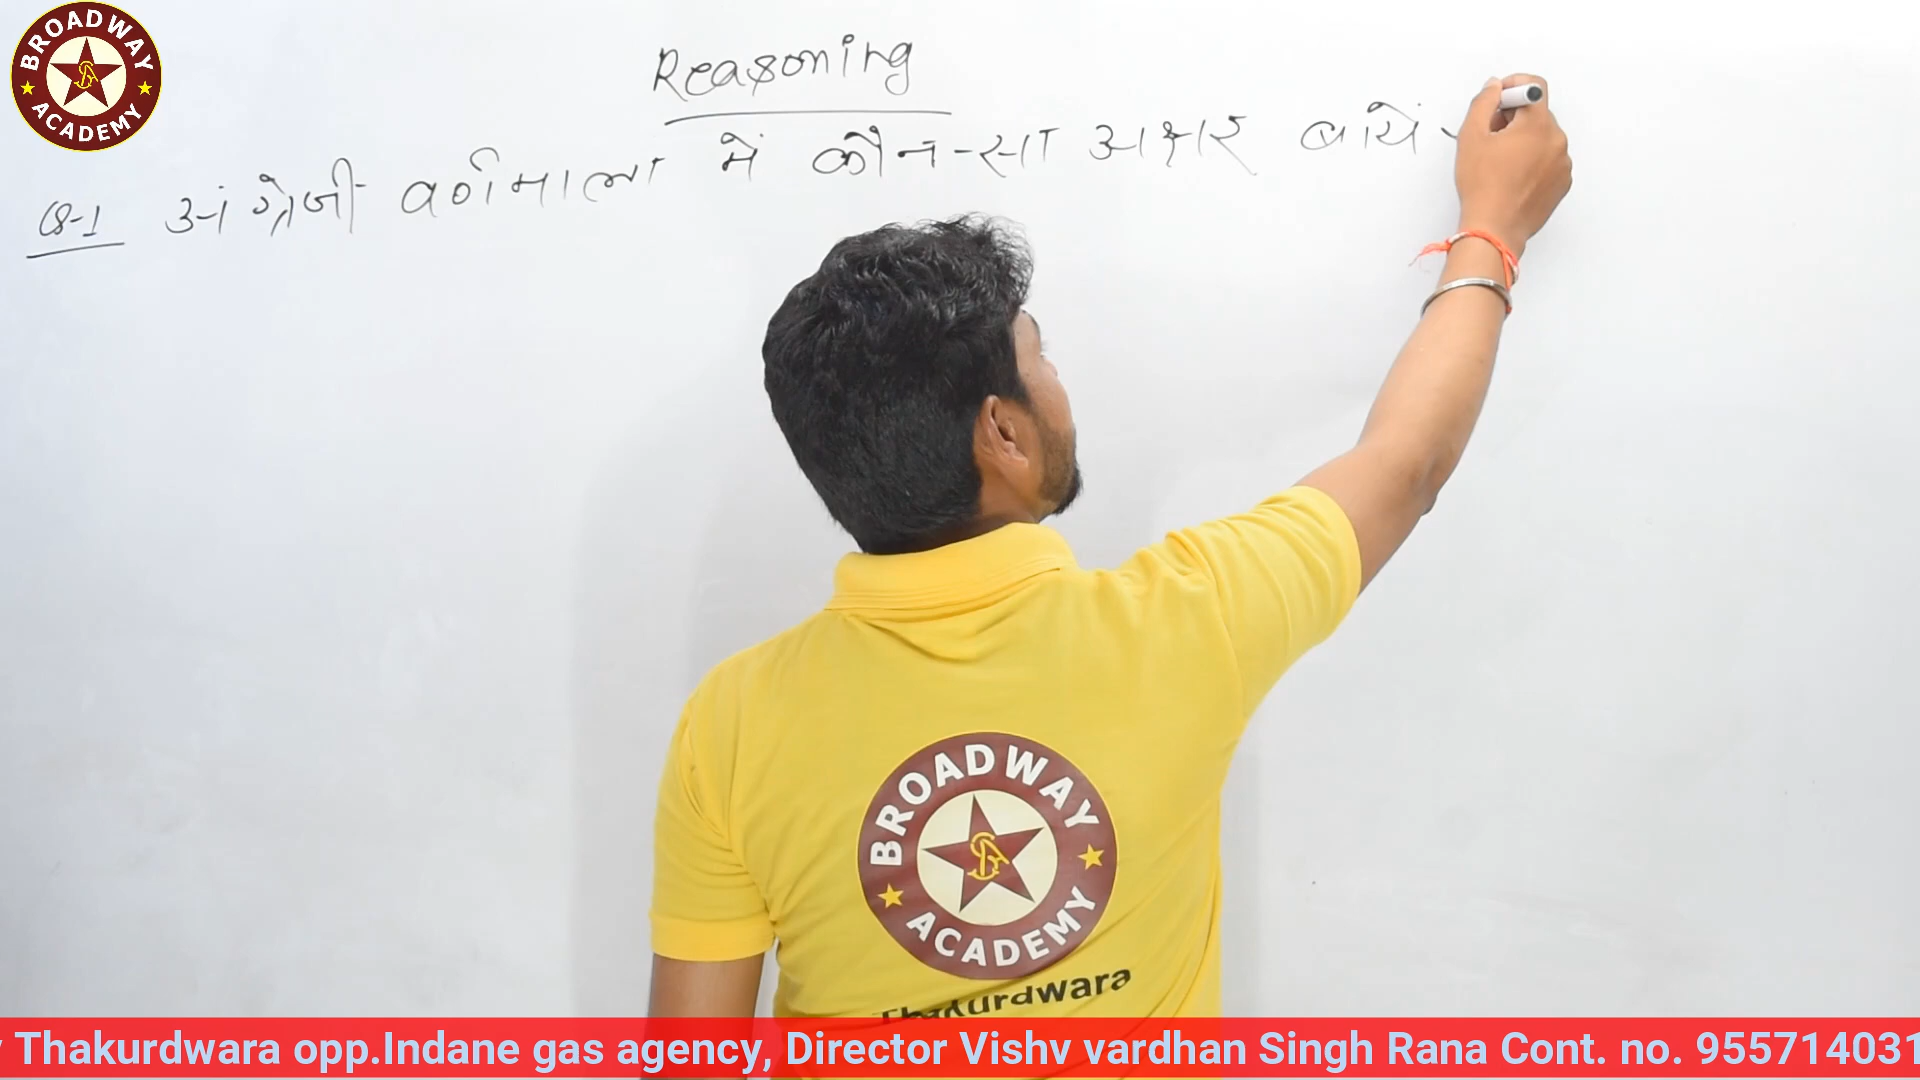 BROADWAY ACADEMY
Reasoning
Q-1 अंग्रेजी वर्णमाला में कौन-सा अक्षर बायें
BROADWAY ACADEMY
Thakurdwara
Thakurdwara opp.Indane gas agency, Director Vishv vardhan Singh Rana Cont. no. 955714031